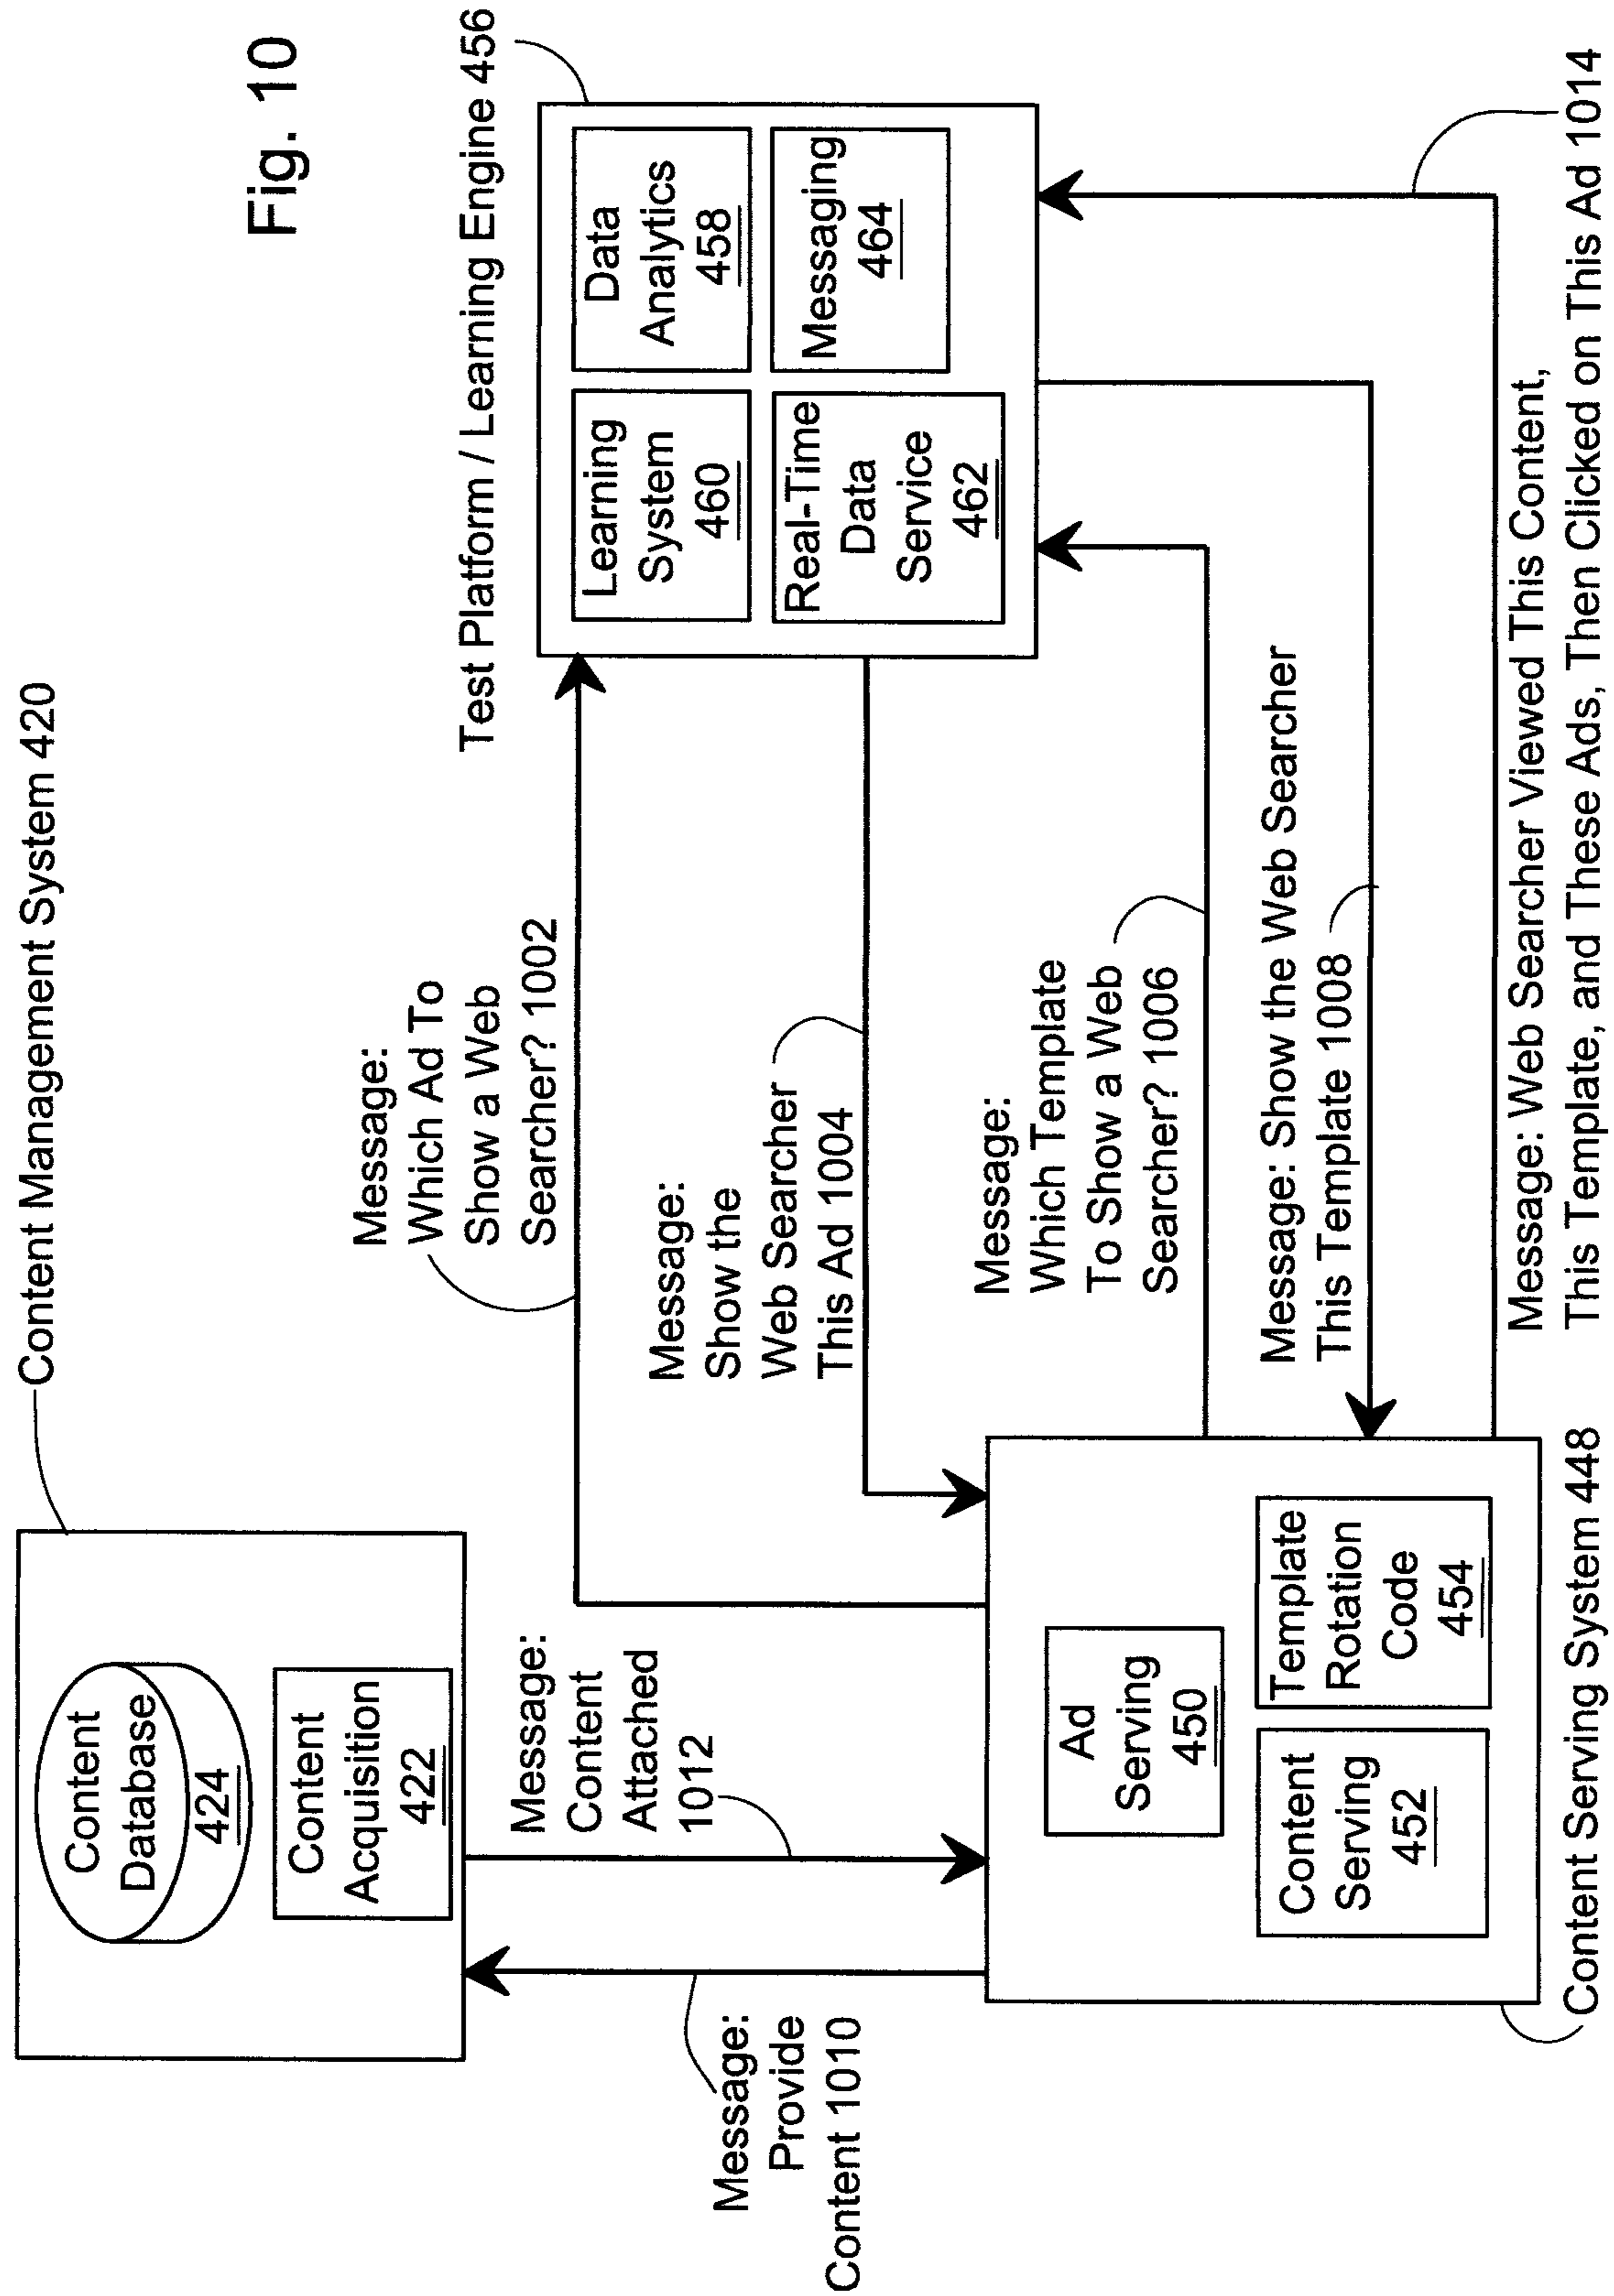 Fig. 10
Content Management System 420
Content
Database
424
Content
Acquisition
422
Message:
Provide
Content 1010
Message:
Content
Attached
1012
Message:
Which Ad To
Show a Web
Searcher? 1002
Test Platform / Learning Engine 456
Learning
System
460
Data
Analytics
458
Real-Time
Data
Service
462
Messaging
464
Message:
Show the
Web Searcher
This Ad 1004
Message:
Which Template
To Show a Web
Searcher? 1006
Message: Show the Web Searcher
This Template 1008
Ad
Serving
450
Content
Serving
452
Template
Rotation
Code
454
Content Serving System 448
Message: Web Searcher Viewed This Content,
This Template, and These Ads, Then Clicked on This Ad 1014